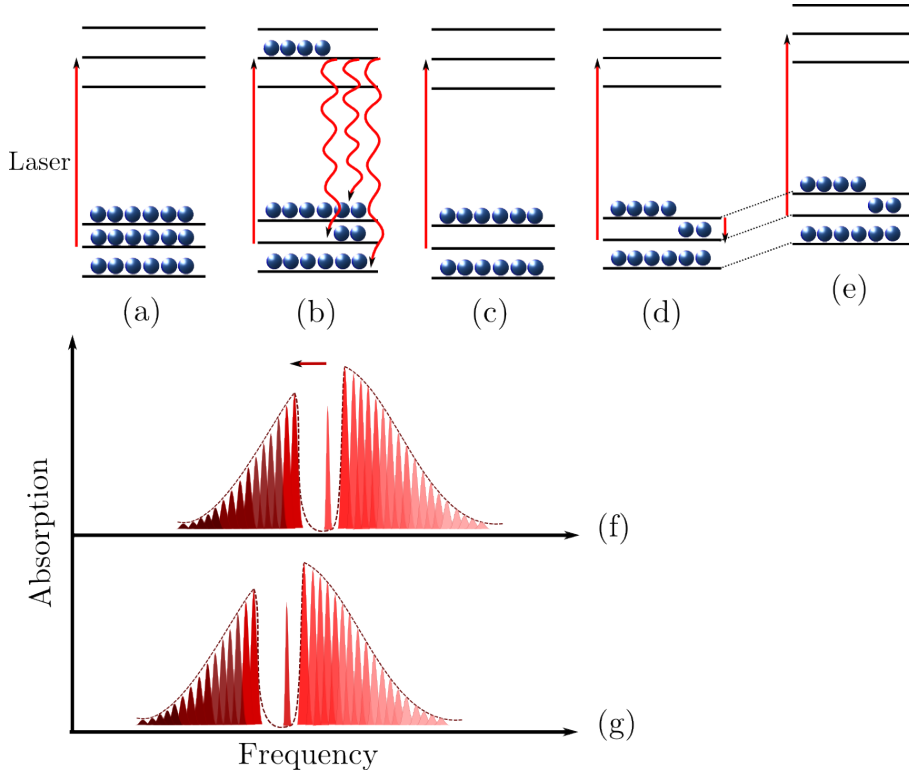 Laser
(a)
(b)
(c)
(d)
(e)
Absorption
(f)
(g)
Frequency